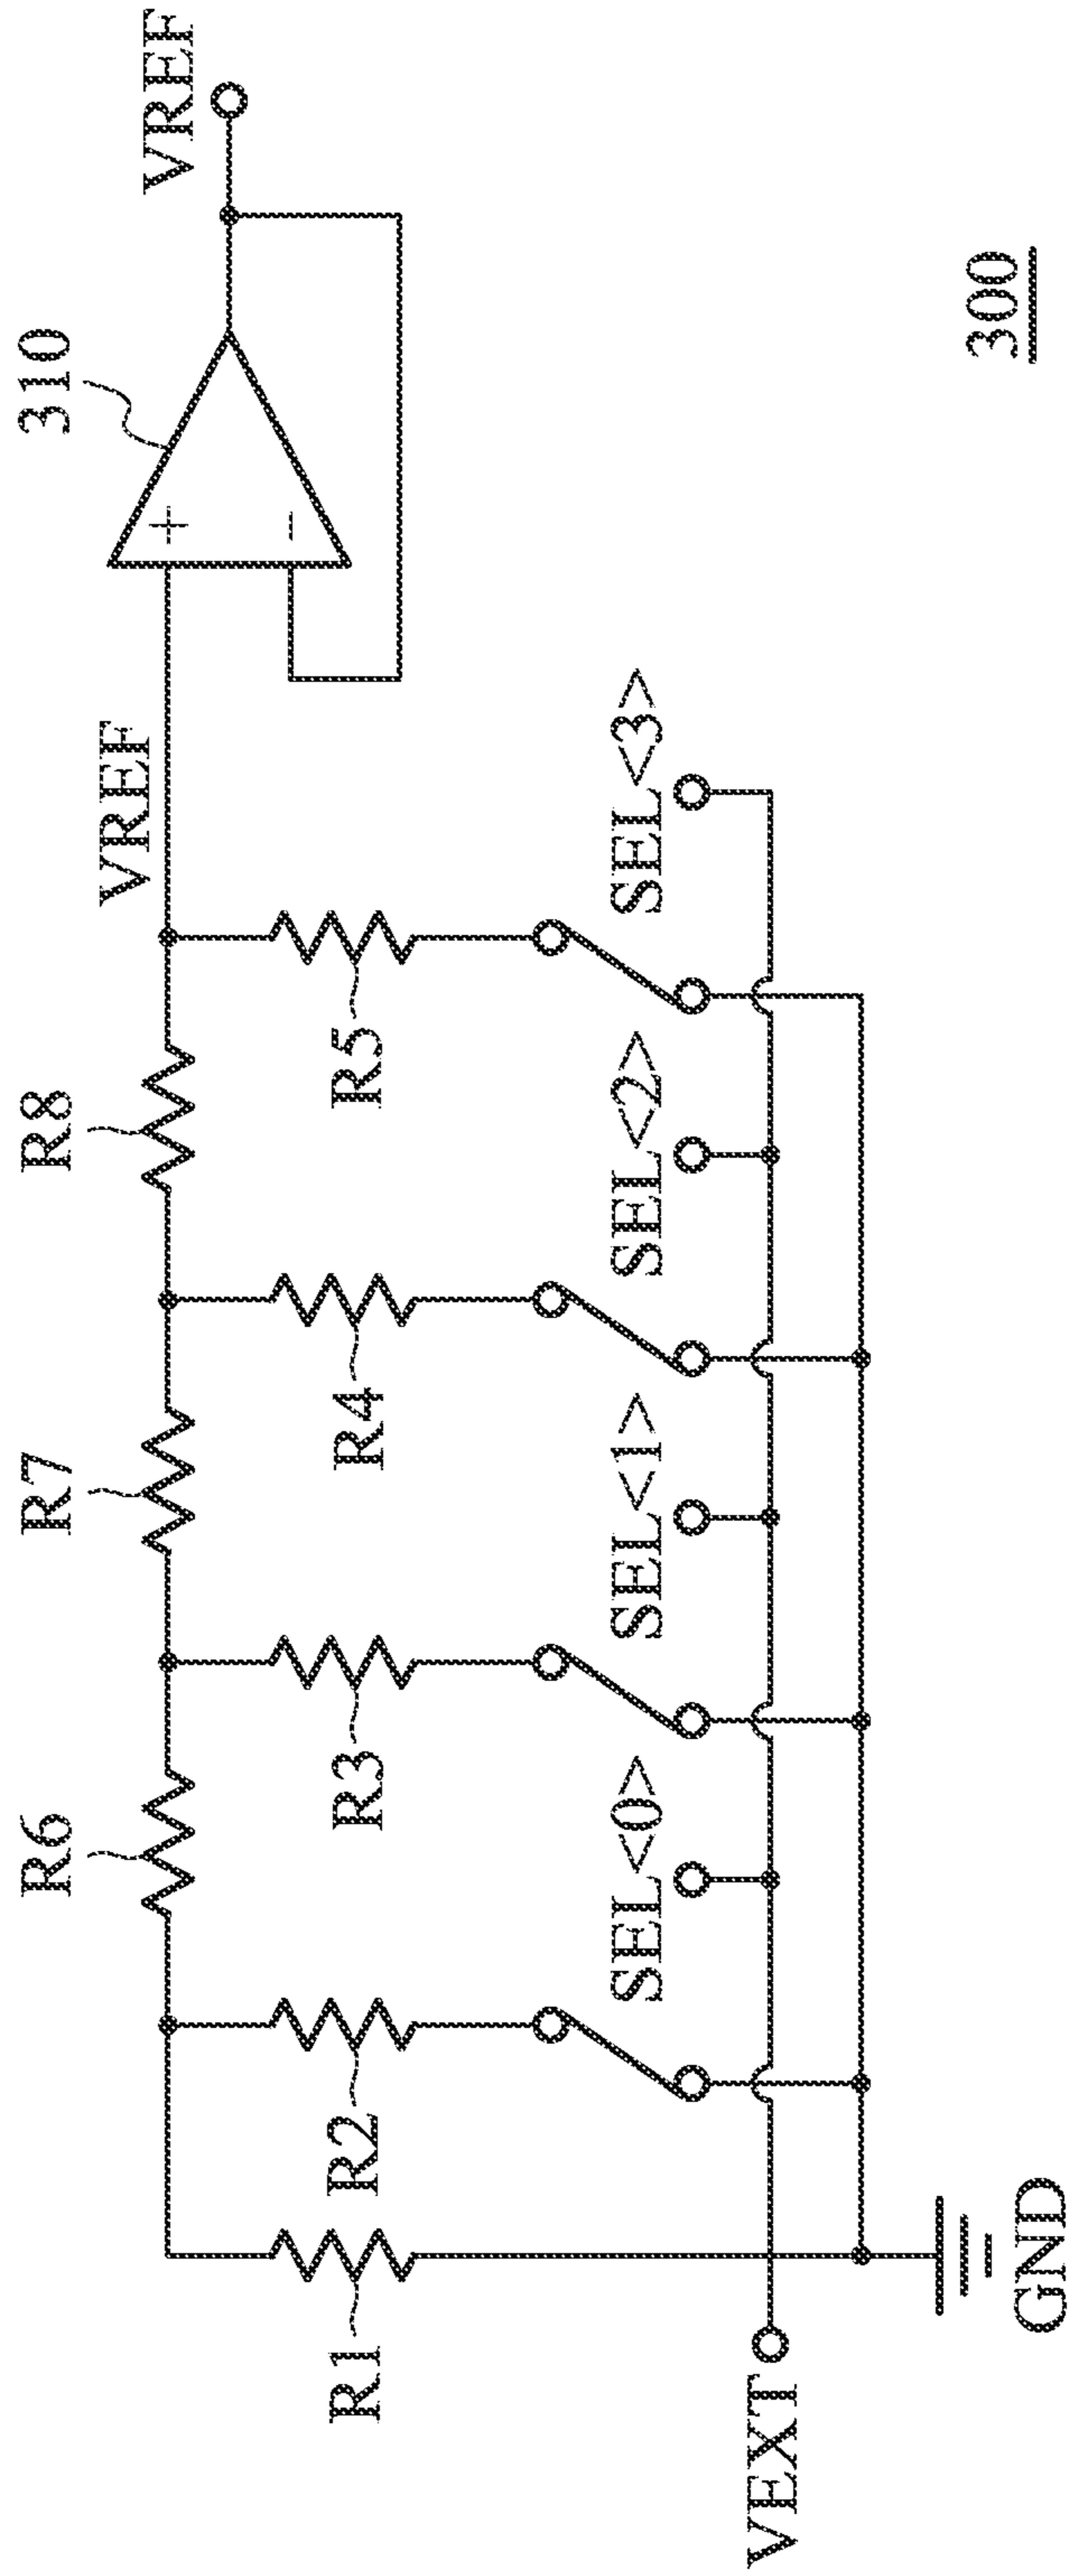 R6
R7
R8
310
VREF
VREF
+
−
R1
R2
R3
R4
R5
SEL<0>
SEL<1>
SEL<2>
SEL<3>
VEXT
GND
300